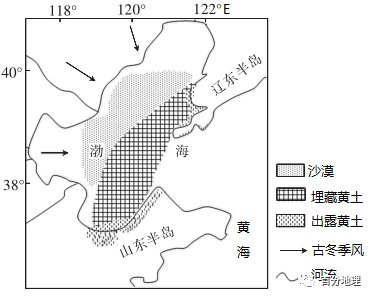 118° 120° 122°E
40°
38°
辽东半岛
渤海
山东半岛
黄海
沙漠
埋藏黄土
出露黄土
古冬季风
河流
百分地理